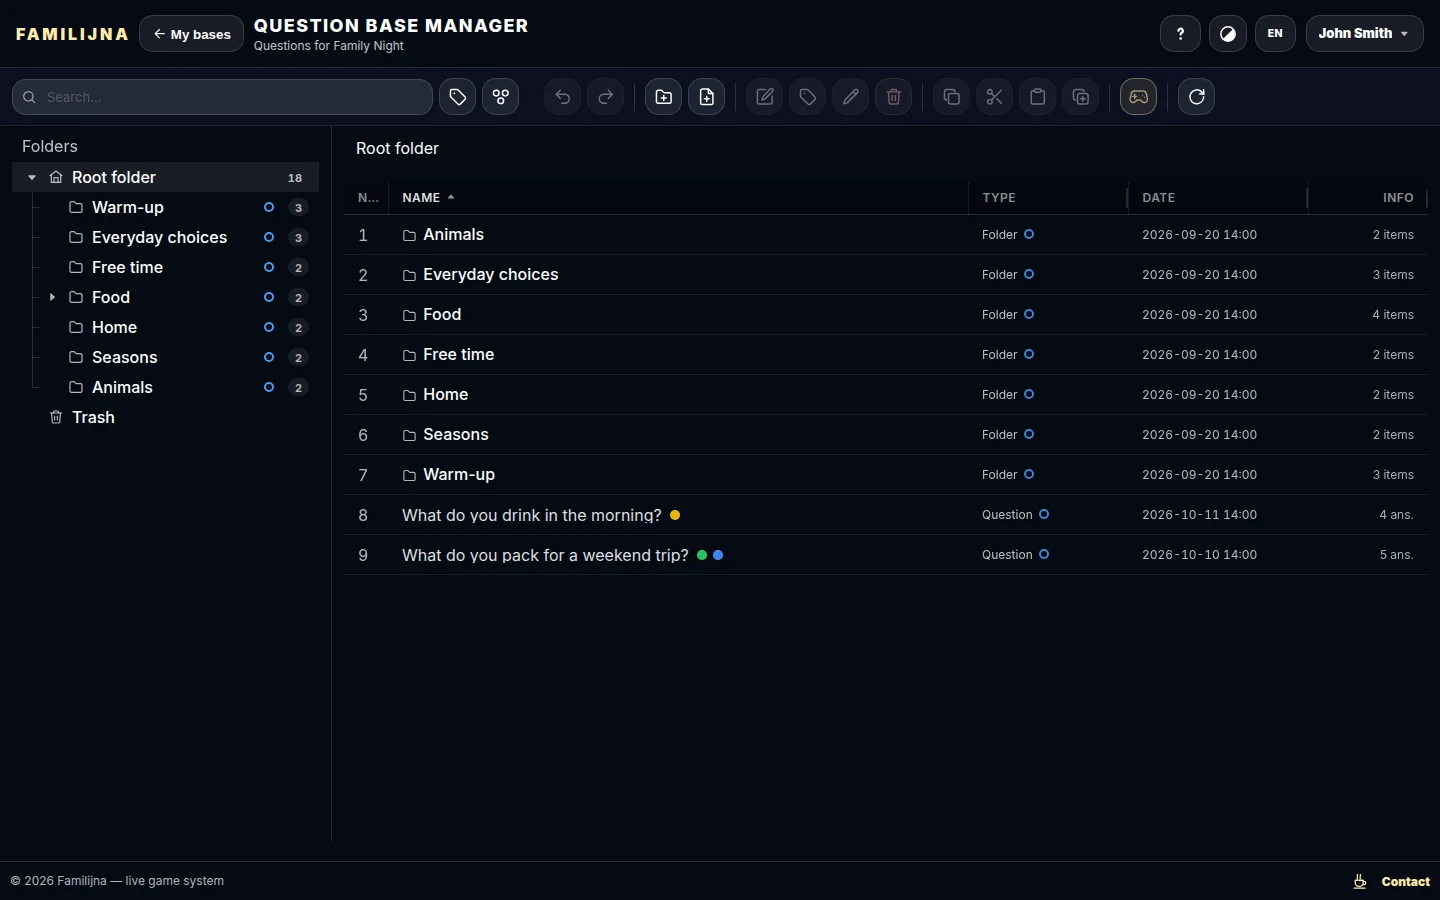 FAMILIJNA
← My bases
QUESTION BASE MANAGER
Questions for Family Night
?
EN
John Smith
Search...
Folders
Root folder 18
Warm-up 3
Everyday choices 3
Free time 2
Food 2
Home 2
Seasons 2
Animals 2
Trash
Root folder
N... NAME TYPE DATE INFO
1 Animals Folder 2026-09-20 14:00 2 items
2 Everyday choices Folder 2026-09-20 14:00 3 items
3 Food Folder 2026-09-20 14:00 4 items
4 Free time Folder 2026-09-20 14:00 2 items
5 Home Folder 2026-09-20 14:00 2 items
6 Seasons Folder 2026-09-20 14:00 2 items
7 Warm-up Folder 2026-09-20 14:00 3 items
8 What do you drink in the morning? Question 2026-10-11 14:00 4 ans.
9 What do you pack for a weekend trip? Question 2026-10-10 14:00 5 ans.
© 2026 Familijna — live game system
Contact